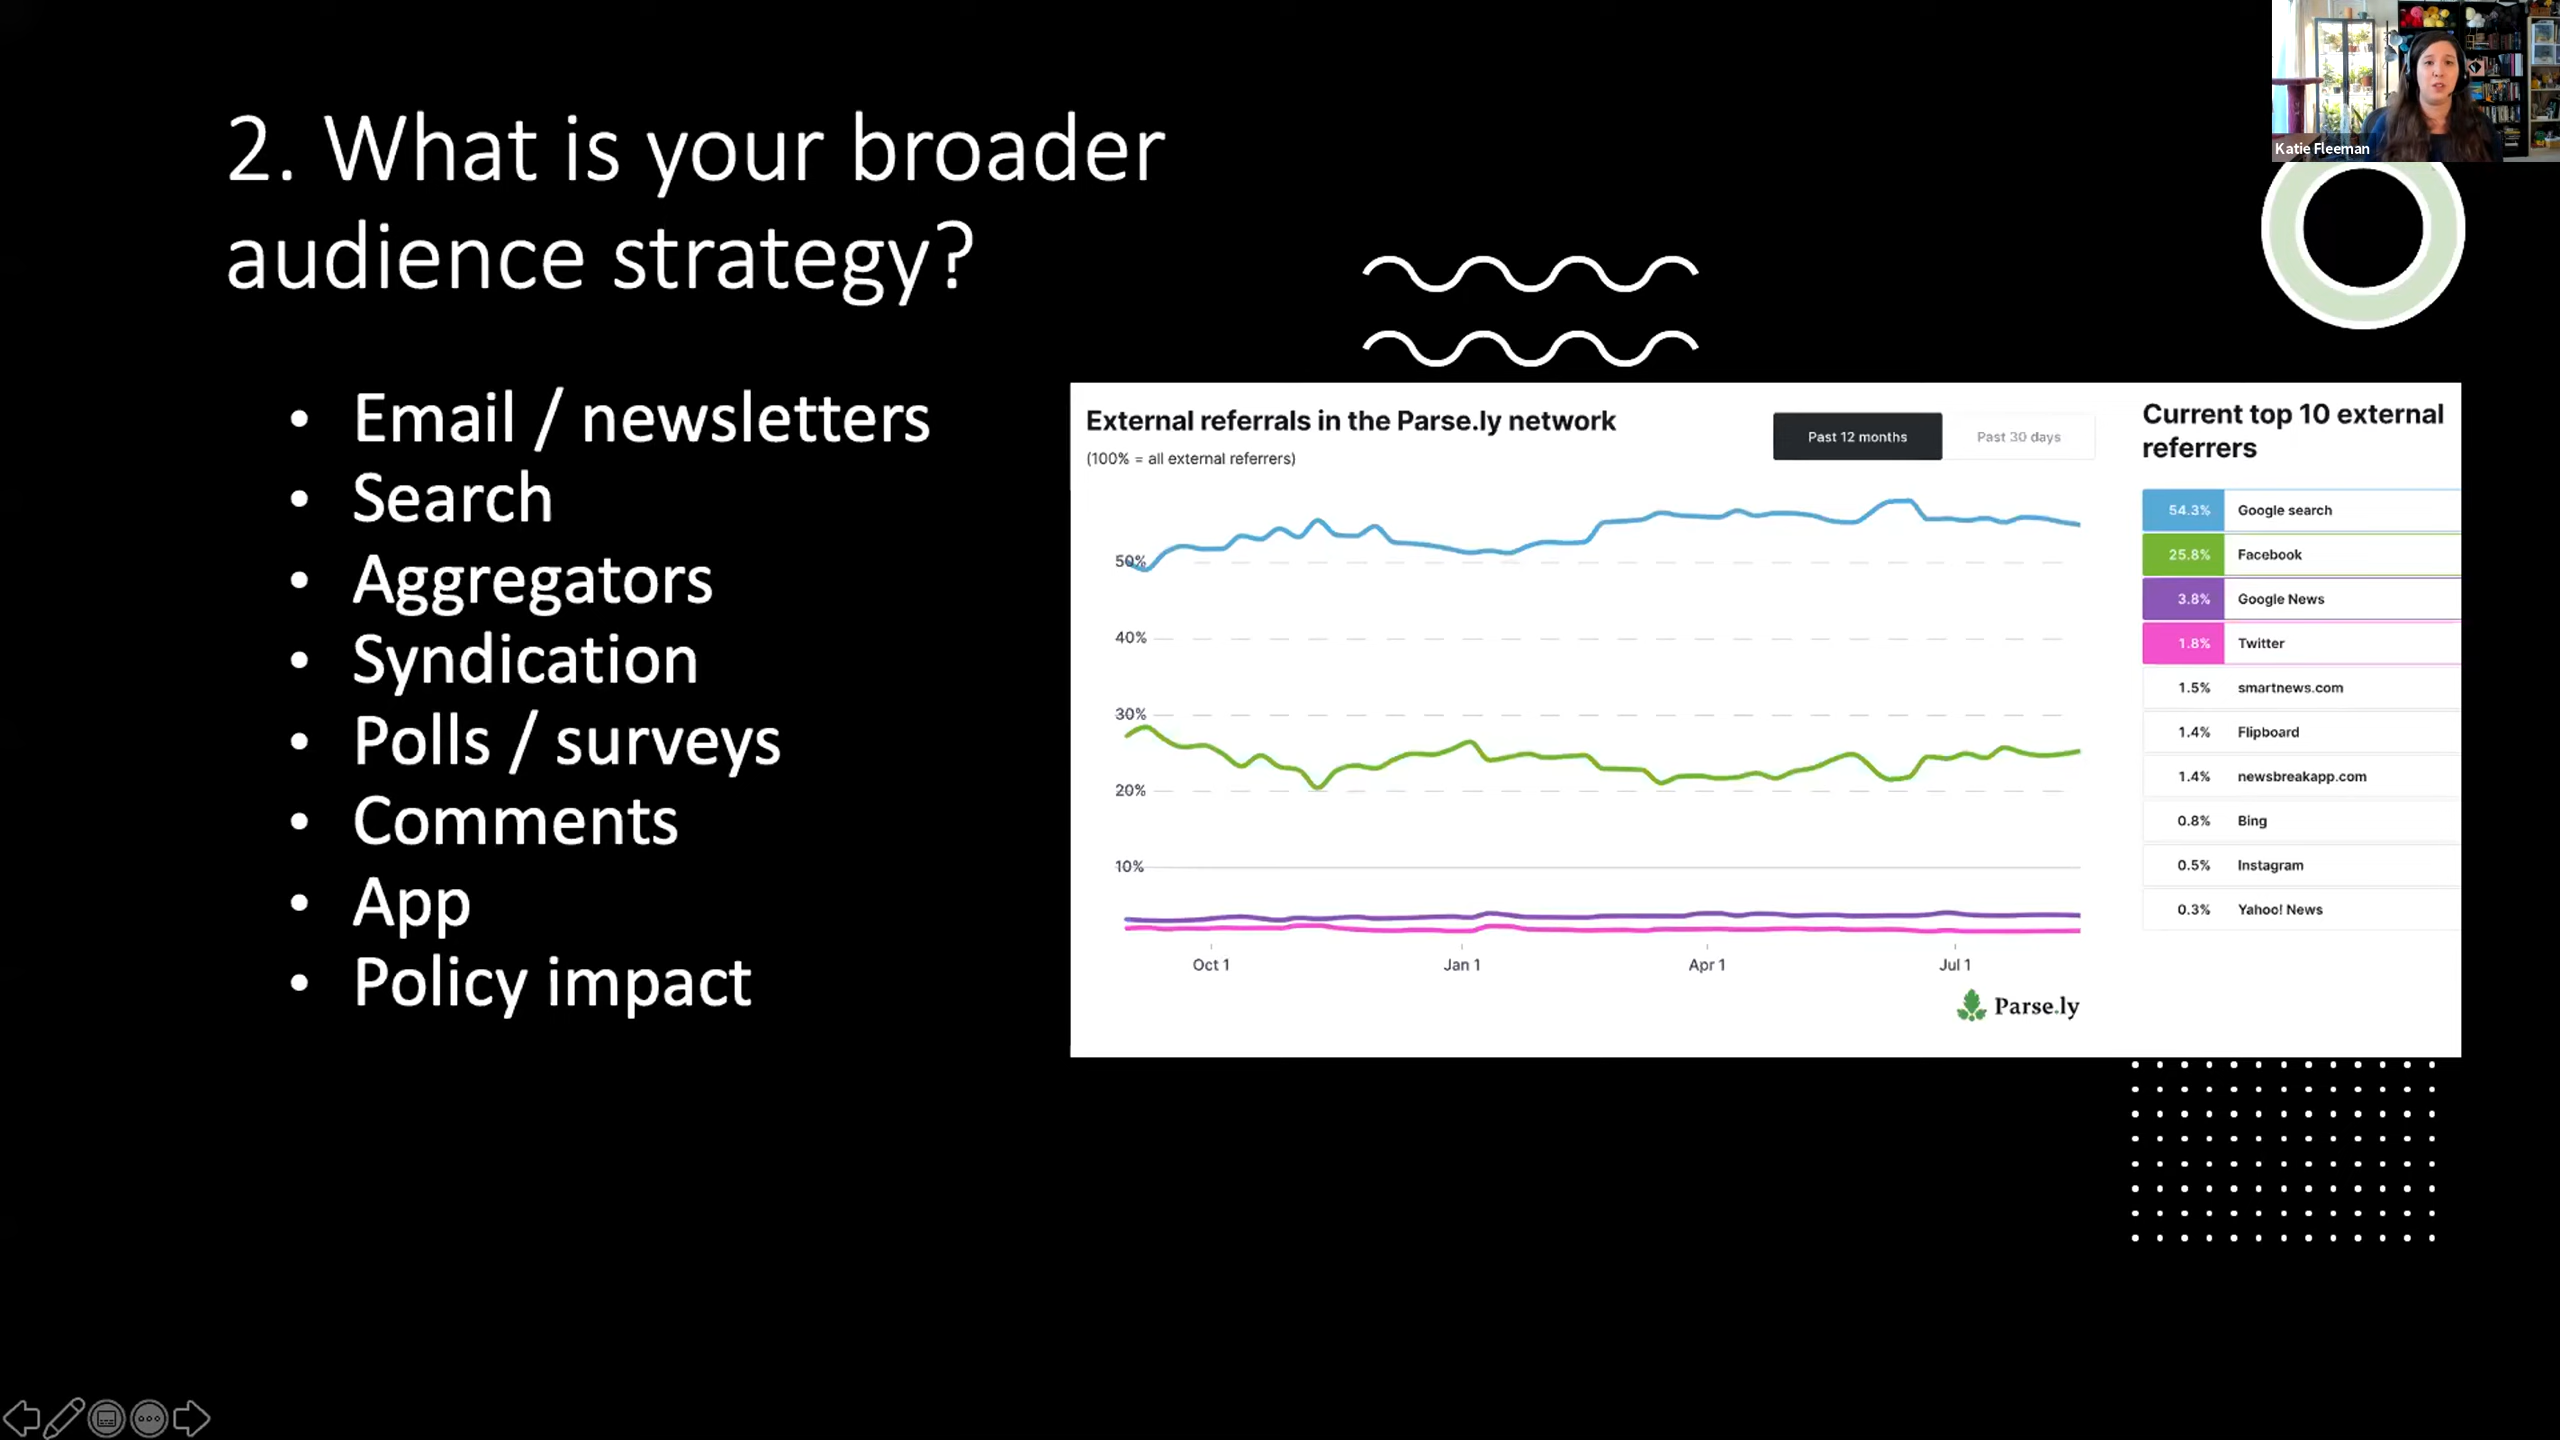 Katie Fleeman
2. What is your broader
audience strategy?
• Email / newsletters
• Search
• Aggregators
• Syndication
• Polls / surveys
• Comments
• App
• Policy impact
External referrals in the Parse.ly network
(100% = all external referrers)
Past 12 months
Past 30 days
50%
40%
30%
20%
10%
Oct 1
Jan 1
Apr 1
Jul 1
Parse.ly
Current top 10 external
referrers
54.3% Google search
25.8% Facebook
3.8% Google News
1.8% Twitter
1.5% smartnews.com
1.4% Flipboard
1.4% newsbreakapp.com
0.8% Bing
0.5% Instagram
0.3% Yahoo! News